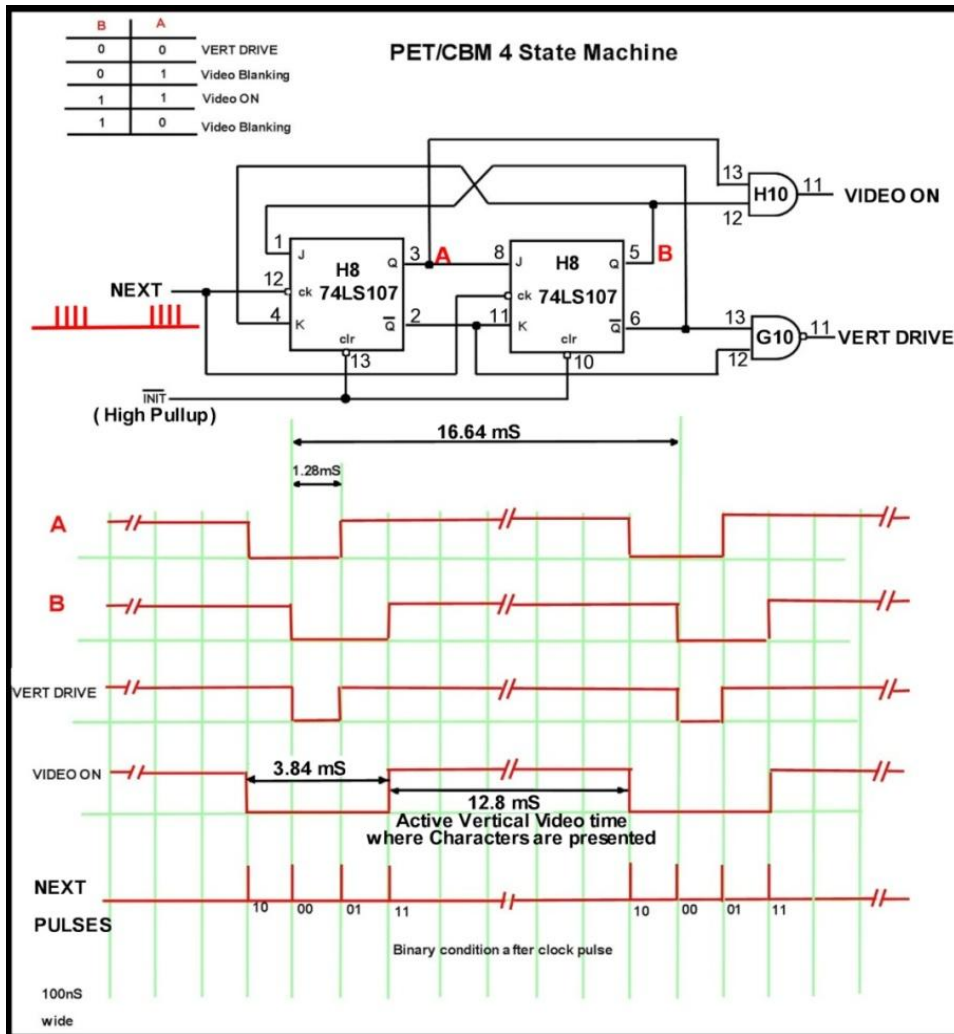 PET/CBM 4 State Machine
B A
0 0 VERT DRIVE
0 1 Video Blanking
1 1 Video ON
1 0 Video Blanking
13
H10
11
VIDEO ON
12
1
J
Q
3
A
8
J
Q
5
B
H8
74LS107
H8
74LS107
NEXT
12
ck
ck
4
K
Q
2
11
K
Q
6
13
G10
11
VERT DRIVE
12
clr
13
clr
10
INIT
( High Pullup)
16.64 mS
1.28mS
A
B
VERT DRIVE
VIDEO ON
3.84 mS
12.8 mS
Active Vertical Video time
where Characters are presented
NEXT
PULSES
10 00 01 11 10 00 01 11
Binary condition after clock pulse
100nS
wide